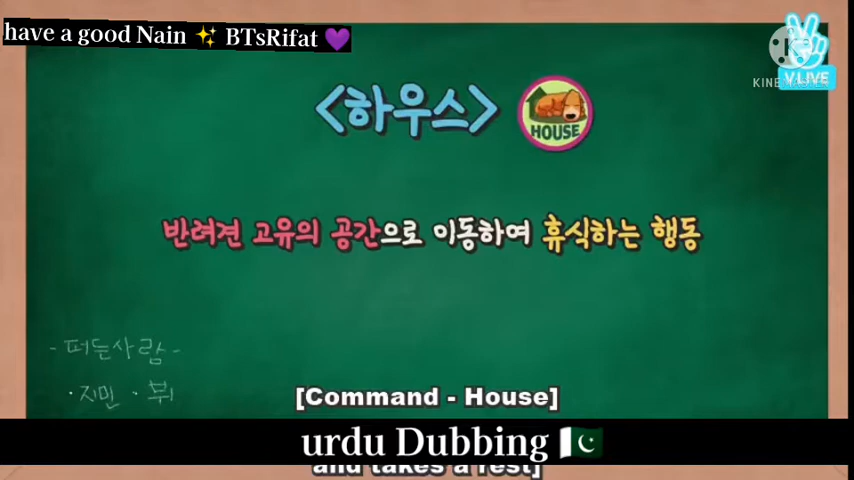 have a good Nain ✨ BTsRifat 💜
KINEMASTER
V LIVE
<하우스>
HOUSE
반려견 고유의 공간으로 이동하여 휴식하는 행동
- 떠든사람 -
· 지민 · 뷔
[Command - House]
urdu Dubbing 🇵🇰
and takes a rest]